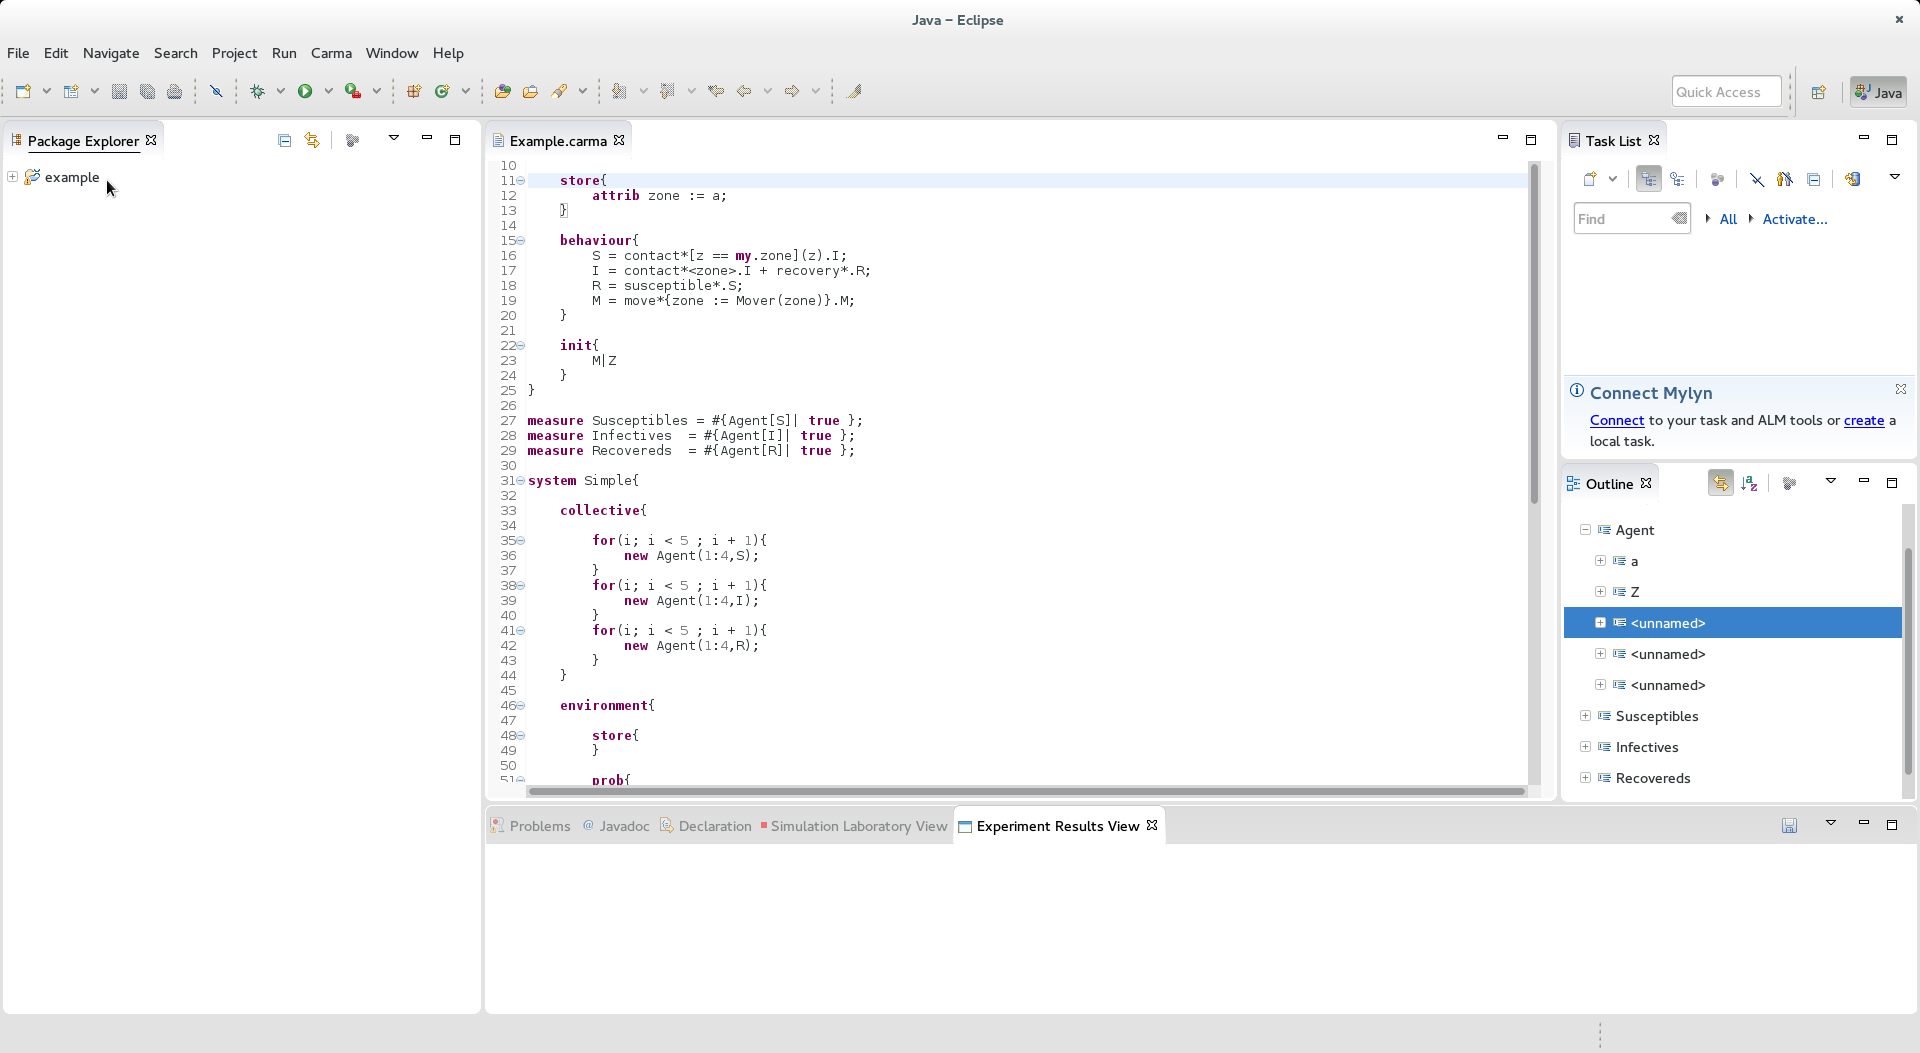 Java – Eclipse
File Edit Navigate Search Project Run Carma Window Help
Quick Access
Java
Package Explorer
example
Example.carma
10
11 store{
12 attrib zone := a;
13 }
14
15 behaviour{
16 S = contact*[z == my.zone](z).I;
17 I = contact*<zone>.I + recovery*.R;
18 R = susceptible*.S;
19 M = move*{zone := Mover(zone)}.M;
20 }
21
22 init{
23 M|Z
24 }
25 }
26
27 measure Susceptibles = #{Agent[S]| true };
28 measure Infectives = #{Agent[I]| true };
29 measure Recovereds = #{Agent[R]| true };
30
31 system Simple{
32
33 collective{
34
35 for(i; i < 5 ; i + 1){
36 new Agent(1:4,S);
37 }
38 for(i; i < 5 ; i + 1){
39 new Agent(1:4,I);
40 }
41 for(i; i < 5 ; i + 1){
42 new Agent(1:4,R);
43 }
44 }
45
46 environment{
47
48 store{
49 }
50
51 prob{
Task List
Find
All
Activate...
Connect Mylyn
Connect to your task and ALM tools or create a
local task.
Outline
Agent
a
Z
<unnamed>
<unnamed>
<unnamed>
Susceptibles
Infectives
Recovereds
Problems @ Javadoc Declaration Simulation Laboratory View Experiment Results View